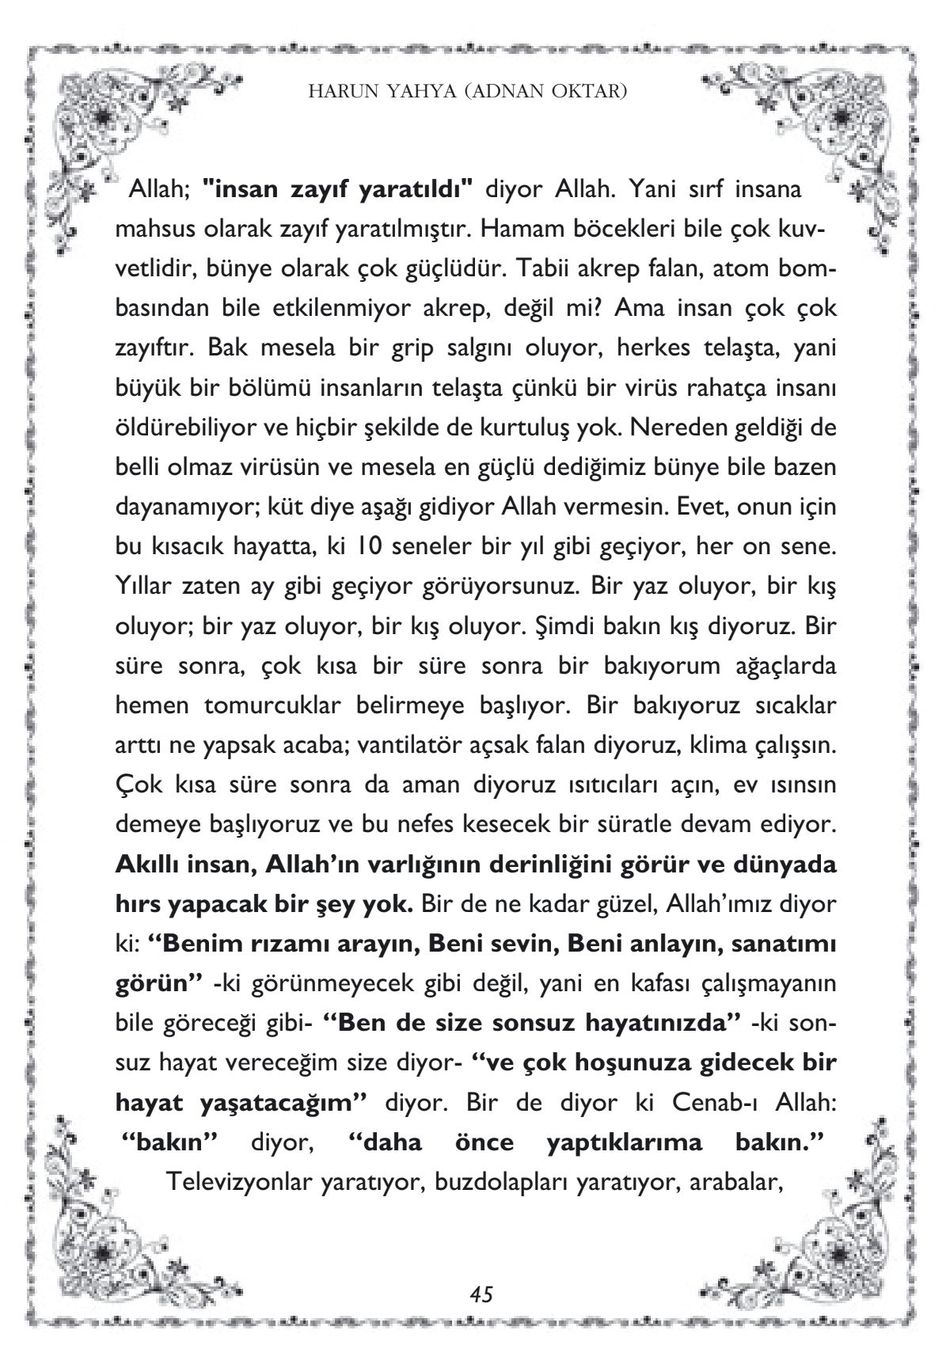 HARUN YAHYA (ADNAN OKTAR)
Allah; "insan zayıf yaratıldı" diyor Allah. Yani sırf insana
mahsus olarak zayıf yaratılmıştır. Hamam böcekleri bile çok kuv-
vetlidir, bünye olarak çok güçlüdür. Tabii akrep falan, atom bom-
basından bile etkilenmiyor akrep, değil mi? Ama insan çok çok
zayıftır. Bak mesela bir grip salgını oluyor, herkes telaşta, yani
büyük bir bölümü insanların telaşta çünkü bir virüs rahatça insanı
öldürebiliyor ve hiçbir şekilde de kurtuluş yok. Nereden geldiği de
belli olmaz virüsün ve mesela en güçlü dediğimiz bünye bile bazen
dayanamıyor; küt diye aşağı gidiyor Allah vermesin. Evet, onun için
bu kısacık hayatta, ki 10 seneler bir yıl gibi geçiyor, her on sene.
Yıllar zaten ay gibi geçiyor görüyorsunuz. Bir yaz oluyor, bir kış
oluyor; bir yaz oluyor, bir kış oluyor. Şimdi bakın kış diyoruz. Bir
süre sonra, çok kısa bir süre sonra bir bakıyorum ağaçlarda
hemen tomurcuklar belirmeye başlıyor. Bir bakıyoruz sıcaklar
arttı ne yapsak acaba; vantilatör açsak falan diyoruz, klima çalışsın.
Çok kısa süre sonra da aman diyoruz ısıtıcıları açın, ev ısınsın
demeye başlıyoruz ve bu nefes kesecek bir süratle devam ediyor.
Akıllı insan, Allah’ın varlığının derinliğini görür ve dünyada
hırs yapacak bir şey yok. Bir de ne kadar güzel, Allah’ımız diyor
ki: “Benim rızamı arayın, Beni sevin, Beni anlayın, sanatımı
görün” -ki görünmeyecek gibi değil, yani en kafası çalışmayanın
bile göreceği gibi- “Ben de size sonsuz hayatınızda” -ki son-
suz hayat vereceğim size diyor- “ve çok hoşunuza gidecek bir
hayat yaşatacağım” diyor. Bir de diyor ki Cenab-ı Allah:
“bakın” diyor, “daha önce yaptıklarıma bakın.”
Televizyonlar yaratıyor, buzdolapları yaratıyor, arabalar,
45